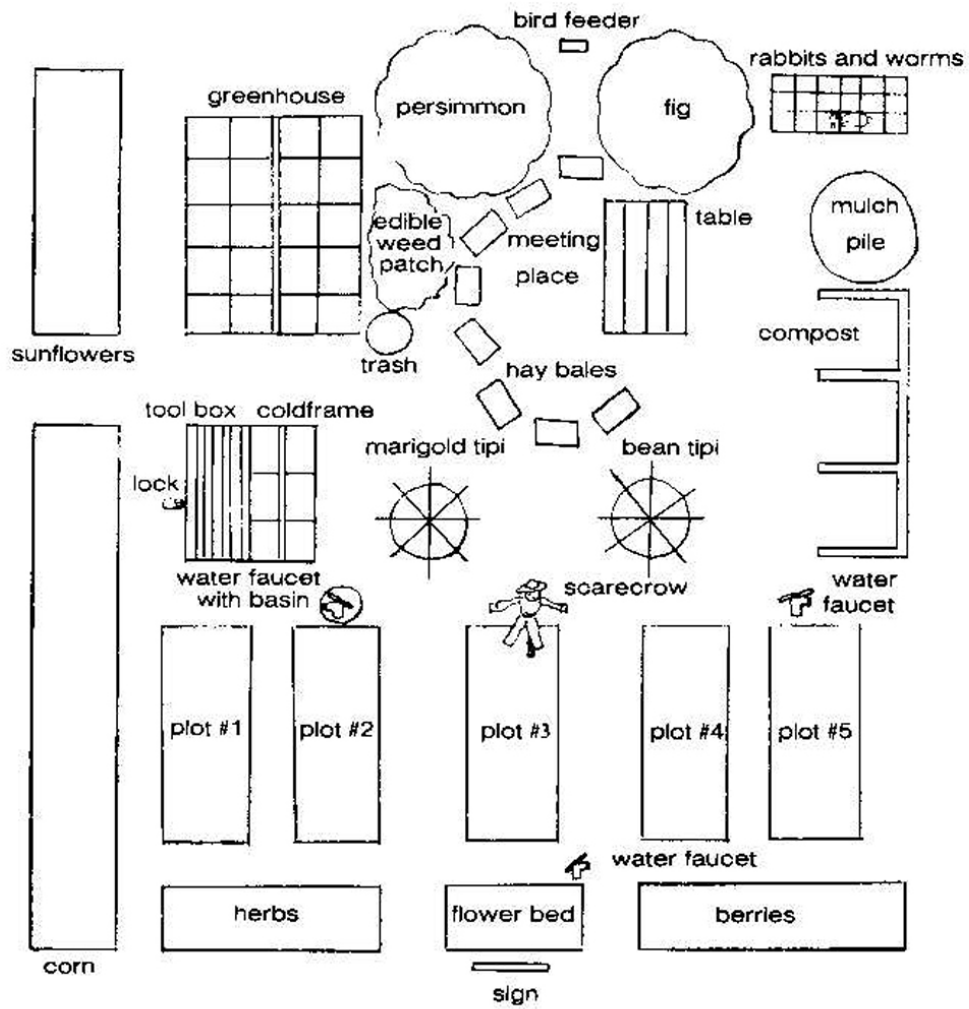 bird feeder
rabbits and worms
greenhouse
persimmon
fig
edible
weed
patch
meeting
place
table
mulch
pile
sunflowers
trash
hay bales
compost
tool box
coldframe
marigold tipi
bean tipi
lock
water faucet
with basin
scarecrow
water
faucet
plot #1
plot #2
plot #3
plot #4
plot #5
water faucet
herbs
flower bed
berries
corn
sign